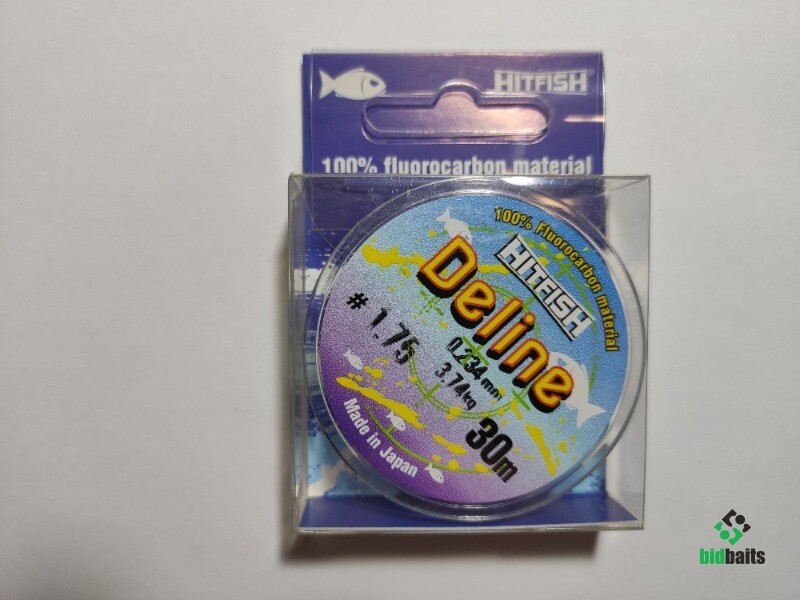 HITFISH
100% fluorocarbon material
100% Fluorocarbon material
HITFISH
Deline
# 1.75
0.234 mm
3.74 kg
30m
Made in Japan
bidbaits